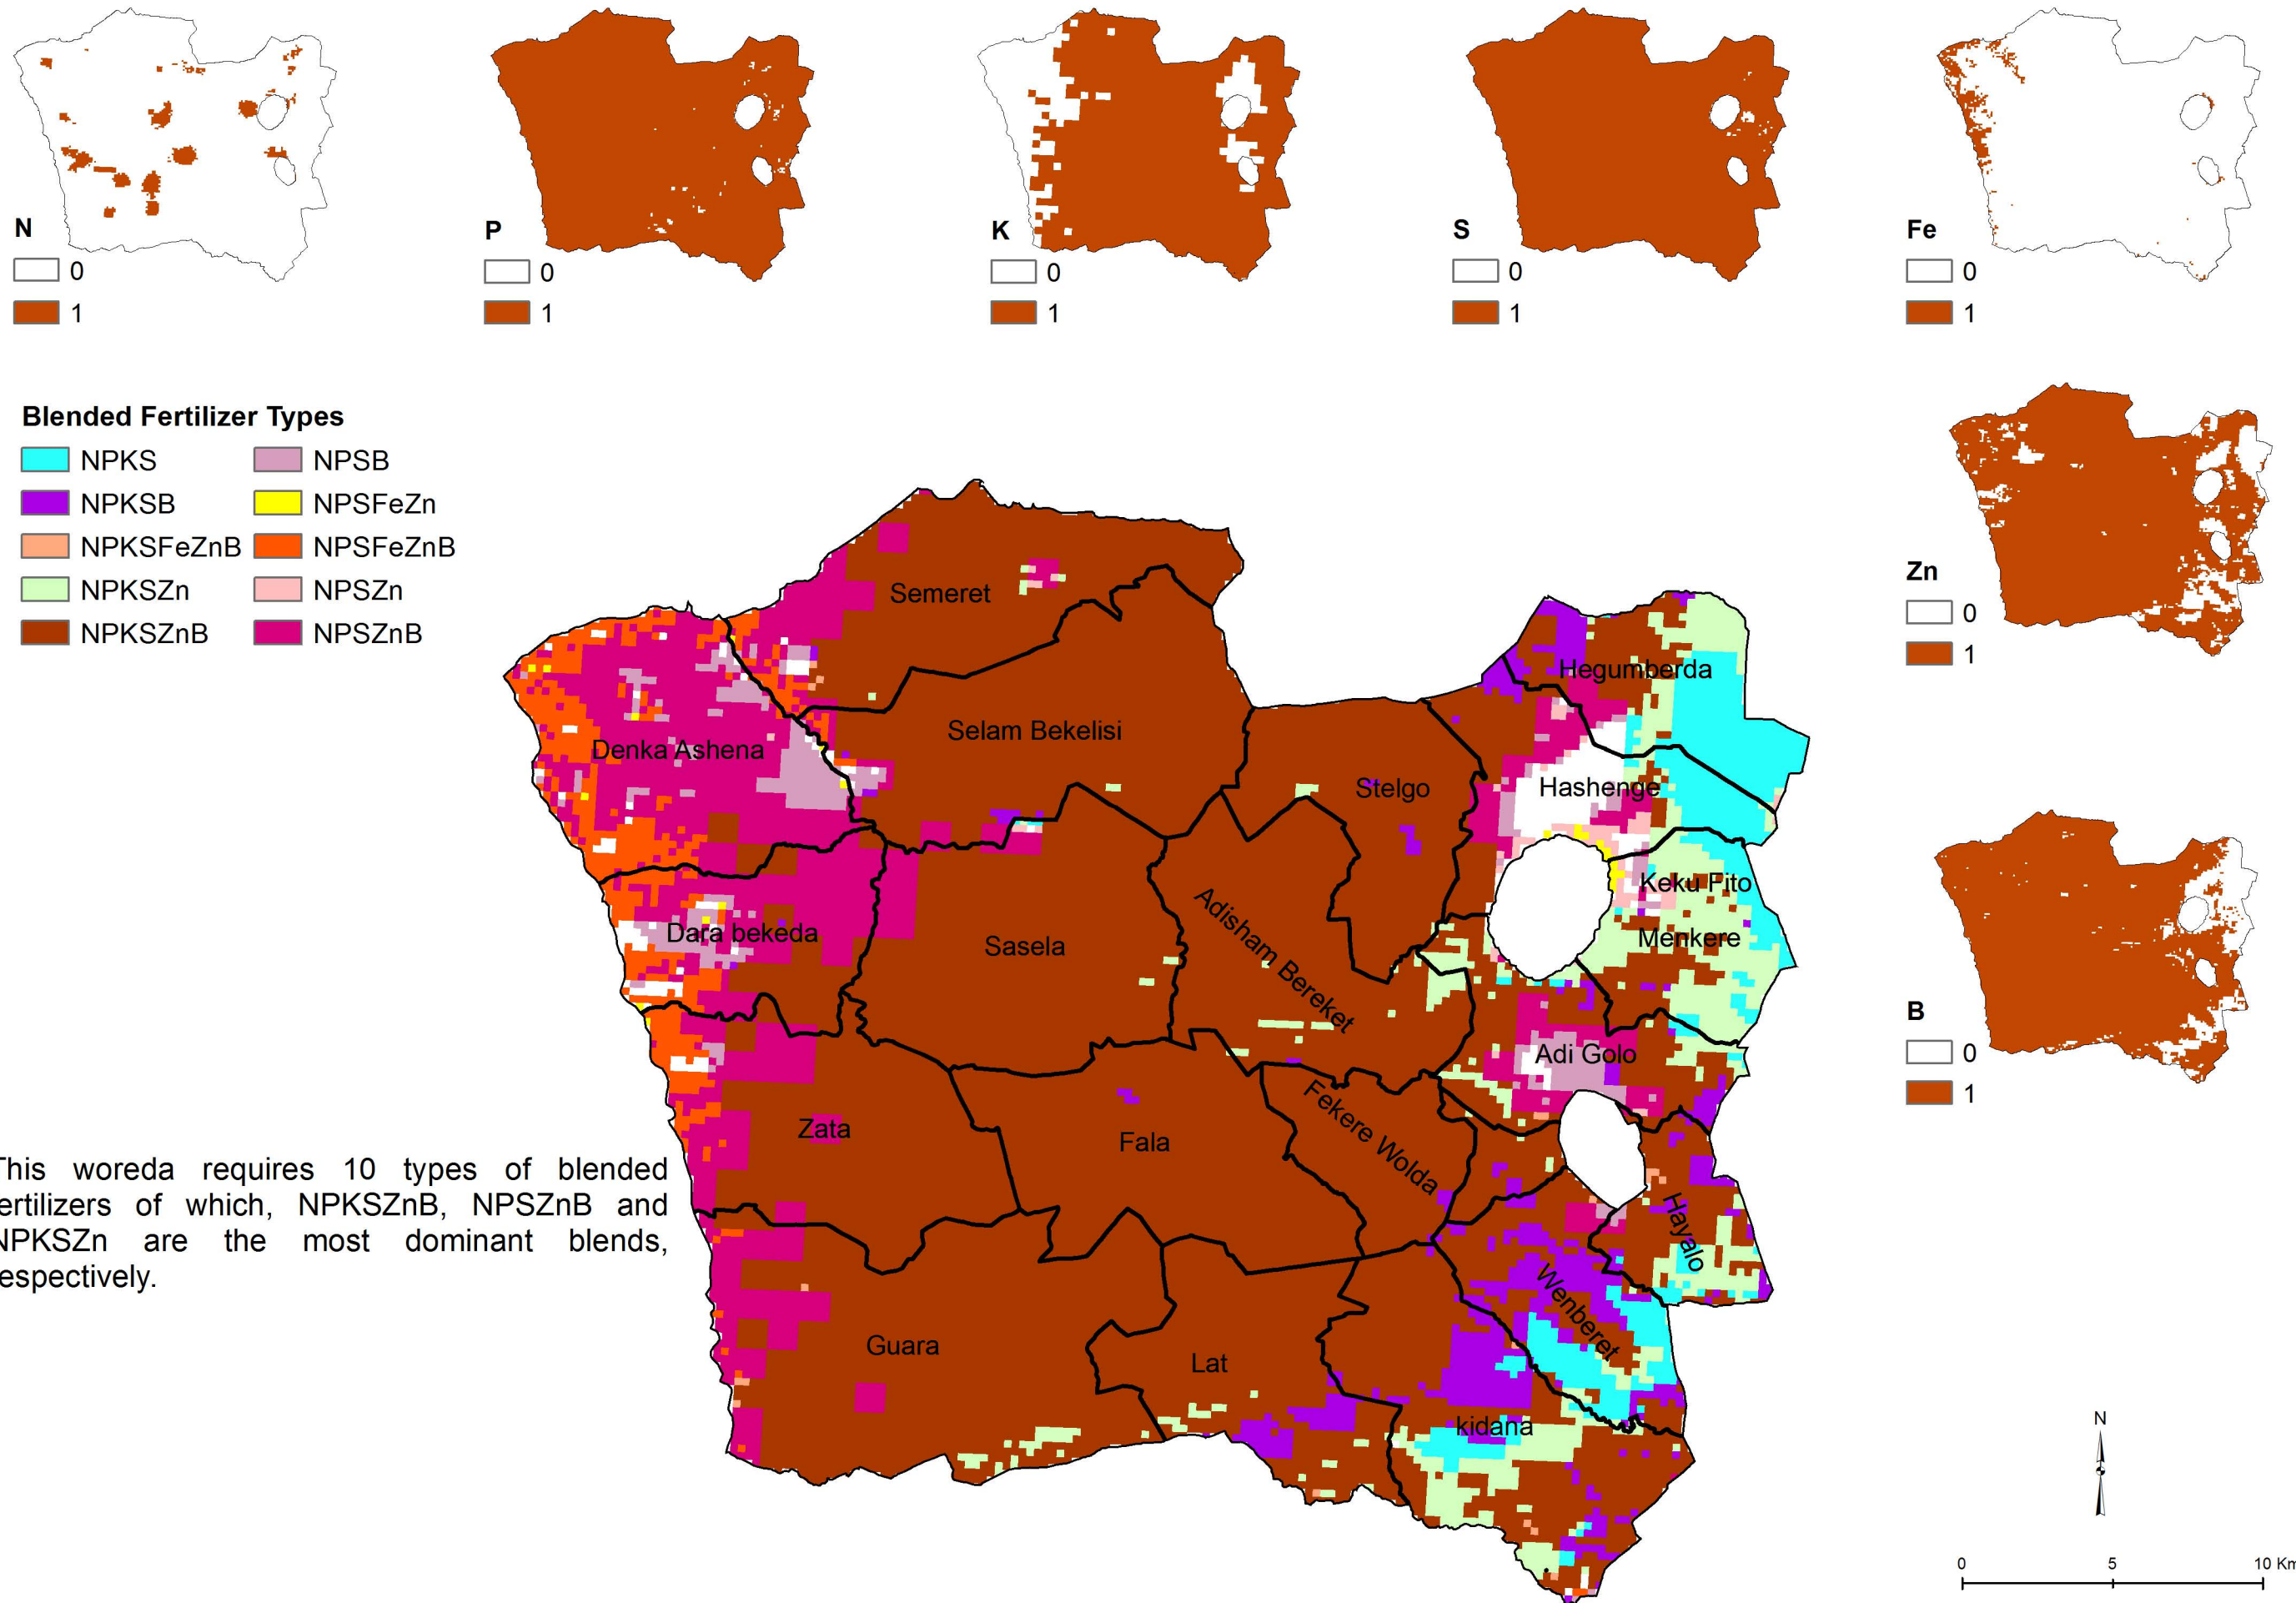 N
0
1
P
0
1
K
0
1
S
0
1
Fe
0
1
Blended Fertilizer Types
NPKS
NPSB
NPKSB
NPSFeZn
NPKSFeZnB
NPSFeZnB
NPKSZn
NPSZn
NPKSZnB
NPSZnB
Zn
0
1
B
0
1
Semeret
Hegumberda
Selam Bekelisi
Denka Ashena
Stelgo
Hashenge
Keku Fito
Dara bekeda
Sasela
Adisham Bereket
Menkere
Adi Golo
Zata
Fala
Fekere Wolda
Hayalo
Wenberet
Guara
Lat
kidana
This woreda requires 10 types of blended
ertilizers of which, NPKSZnB, NPSZnB and
NPKSZn are the most dominant blends,
espectively.
N
0 5 10 Km